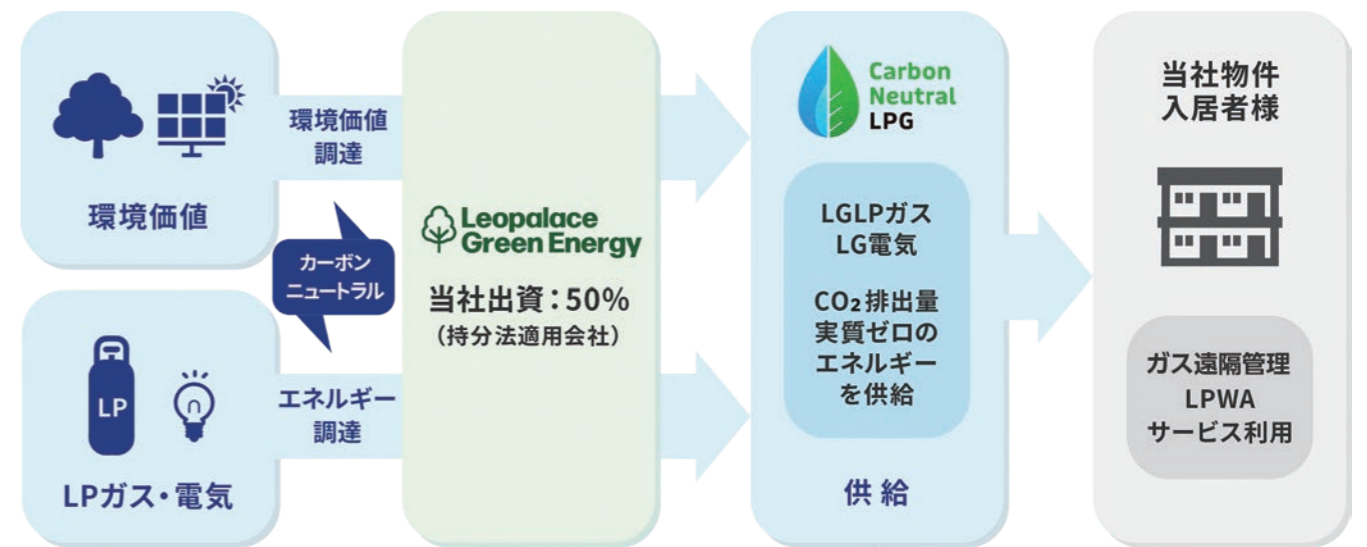 環境価値
環境価値
調達
カーボン
ニュートラル
LP
LPガス・電気
エネルギー
調達
Leopalace
Green Energy
当社出資：50%
（持分法適用会社）
Carbon
Neutral
LPG
LGLPガス
LG電気
CO₂排出量
実質ゼロの
エネルギー
を供給
供給
当社物件
入居者様
ガス遠隔管理
LPWA
サービス利用